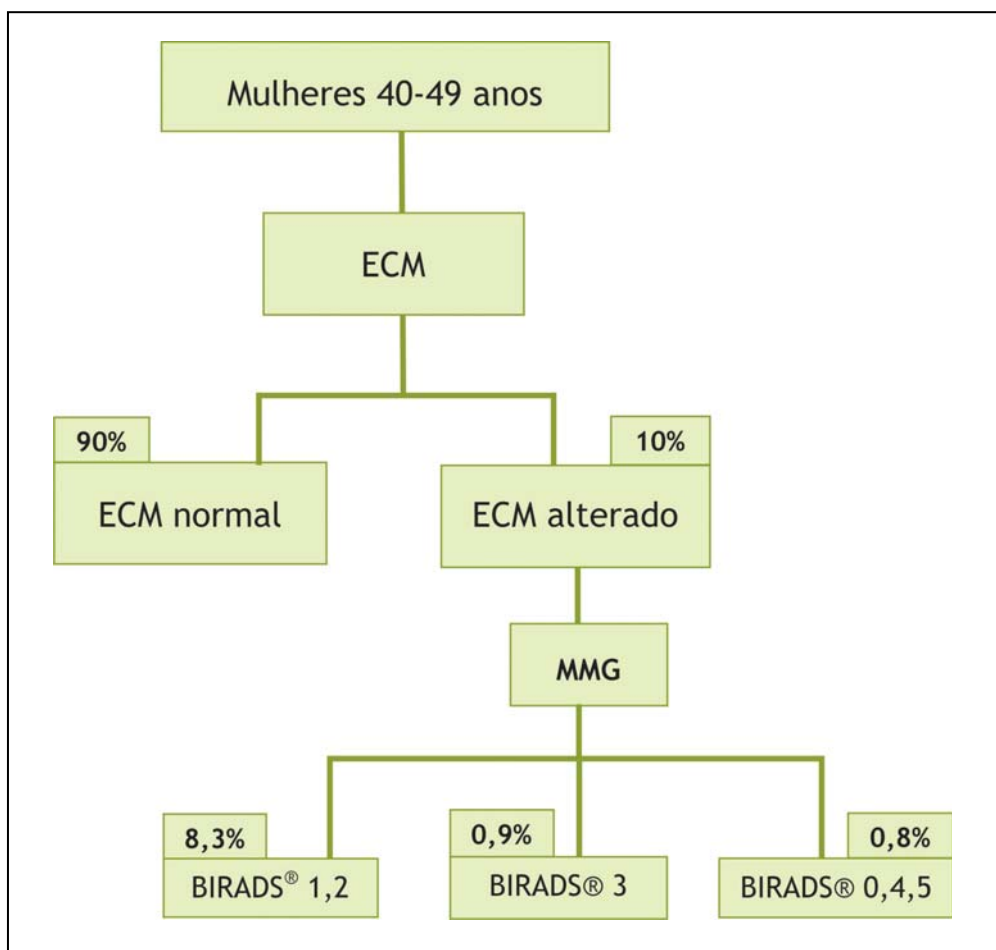 Mulheres 40-49 anos
ECM
90%
ECM normal
10%
ECM alterado
MMG
8,3%
BIRADS® 1,2
0,9%
BIRADS® 3
0,8%
BIRADS® 0,4,5